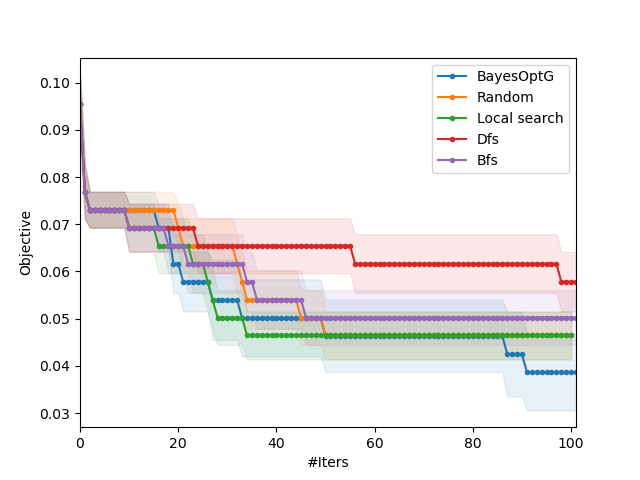 BayesOptG
Random
Local search
Dfs
Bfs
Objective
0.10
0.09
0.08
0.07
0.06
0.05
0.04
0.03
0 20 40 60 80 100
#Iters